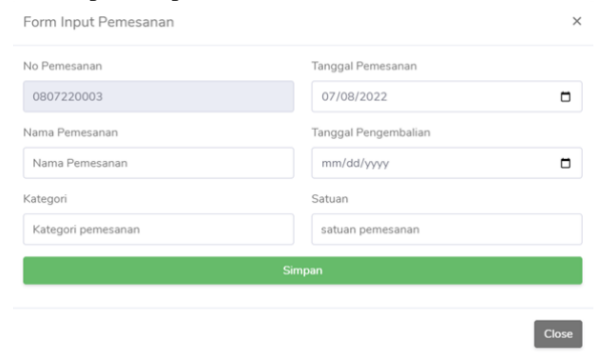 Form Input Pemesanan ×
No Pemesanan Tanggal Pemesanan
0807220003 07/08/2022
Nama Pemesanan Tanggal Pengembalian
Nama Pemesanan mm/dd/yyyy
Kategori Satuan
Kategori pemesanan satuan pemesanan
Simpan
Close